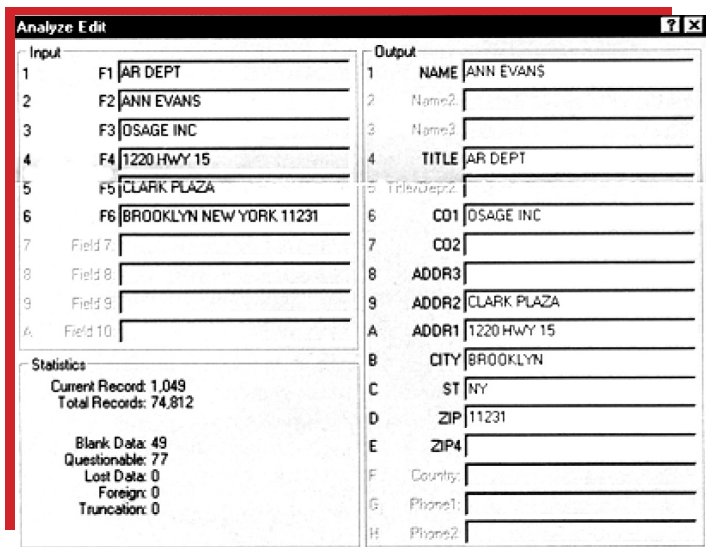 Analyze Edit
Input
1 F1 AR DEPT
2 F2 ANN EVANS
3 F3 OSAGE INC
4 F4 1220 HWY 15
5 F5 CLARK PLAZA
6 F6 BROOKLYN NEW YORK 11231
7 Field 7:
8 Field 8
9 Field 9
A Field 10
Statistics
Current Record: 1,049
Total Records: 74,812
Blank Data: 49
Questionable: 77
Lost Data: 0
Foreign: 0
Truncation: 0
Output
1 NAME ANN EVANS
2 Name2:
3 Name3
4 TITLE AR DEPT
5 Title/Dept2:
6 CO1 OSAGE INC
7 CO2
8 ADDR3
9 ADDR2 CLARK PLAZA
A ADDR1 1220 HWY 15
B CITY BROOKLYN
C ST NY
D ZIP 11231
E ZIP4
F Country:
G Phone1:
H Phone2